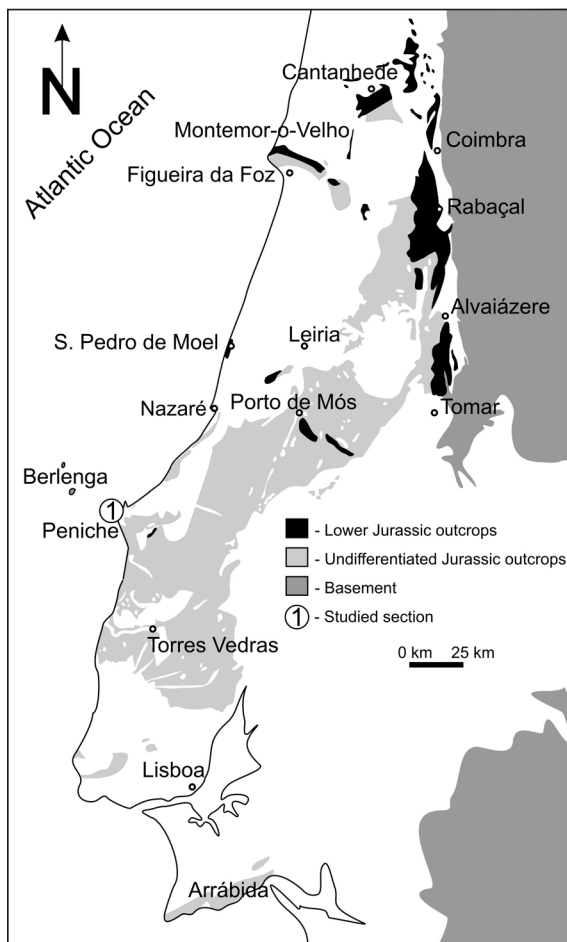 N
Atlantic Ocean
Cantanhede
Montemor-o-Velho
Coimbra
Figueira da Foz
Rabaçal
Alvaiázere
S. Pedro de Moel
Leiria
Nazaré
Porto de Mós
Tomar
Berlenga
1
Peniche
- Lower Jurassic outcrops
- Undifferentiated Jurassic outcrops
- Basement
1 - Studied section
Torres Vedras
0 km 25 km
Lisboa
Arrábida